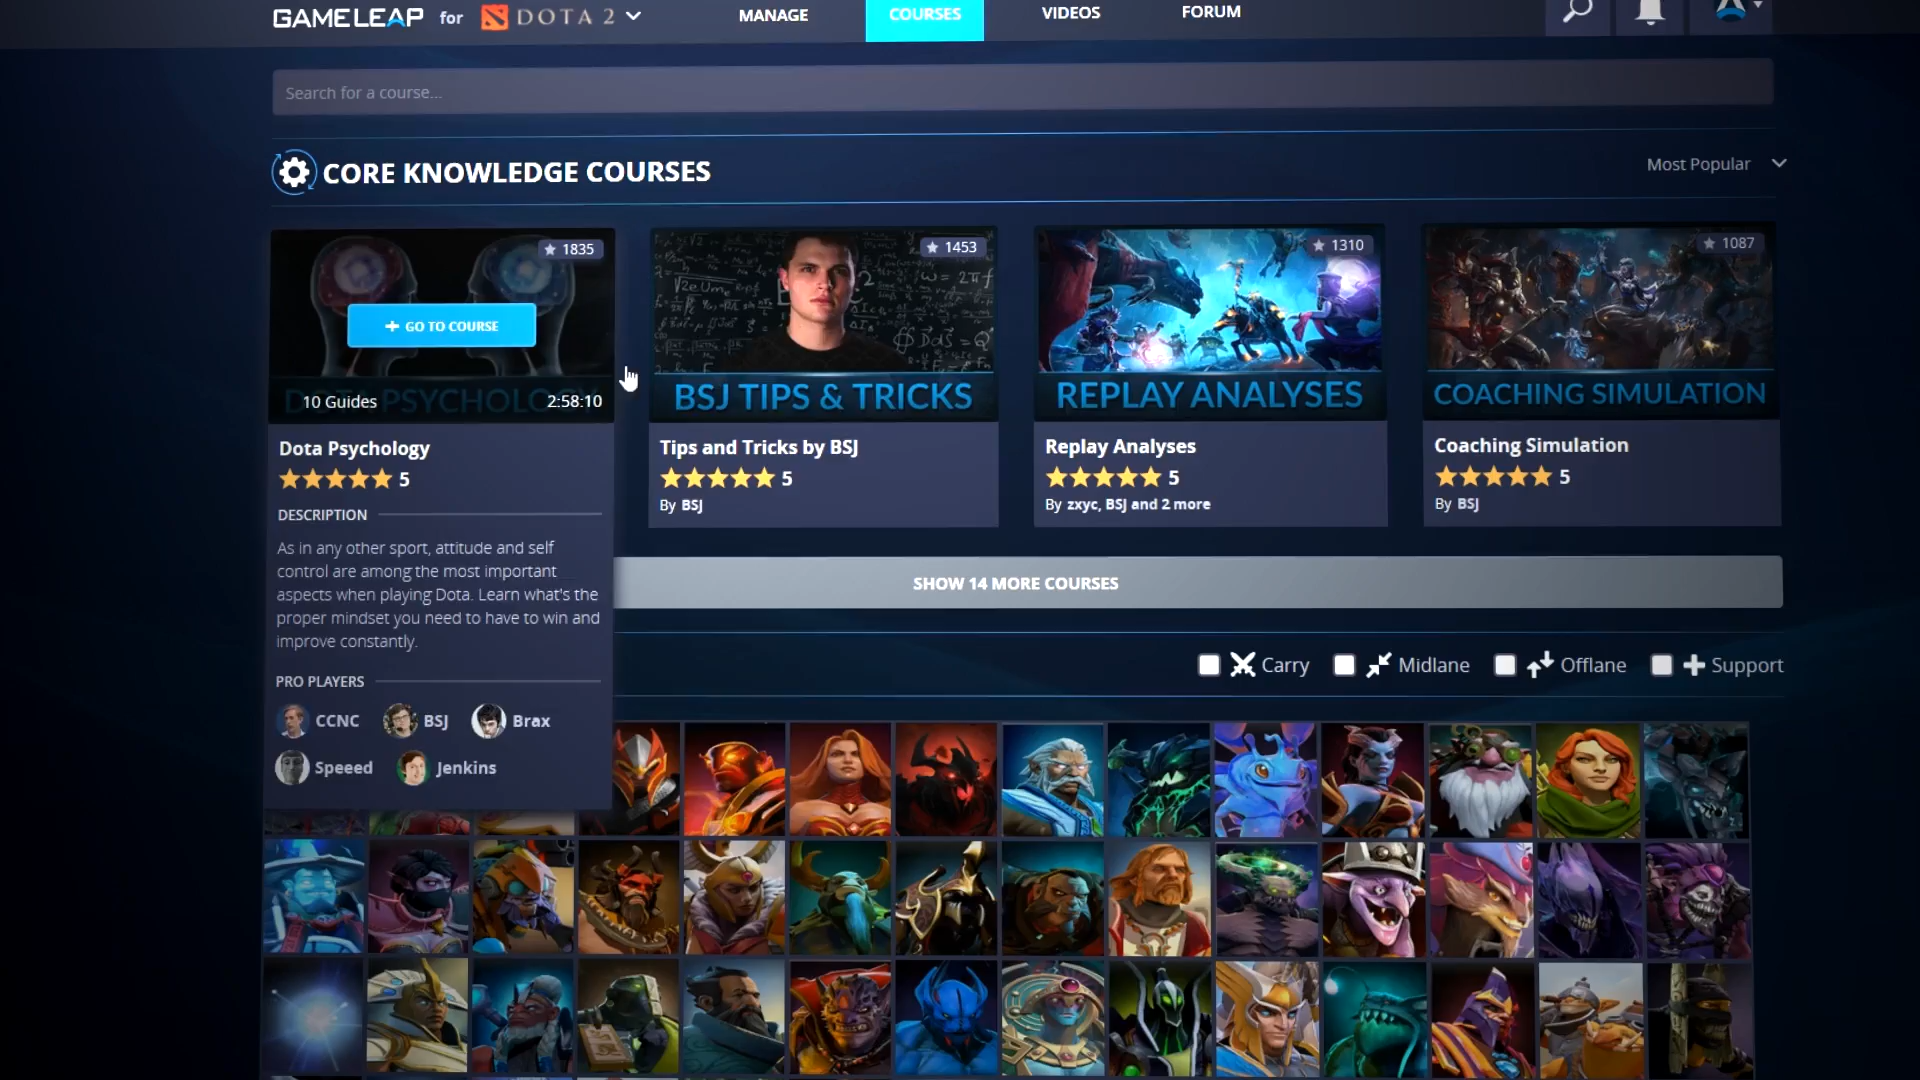 GAMELEAP for DOTA 2
MANAGE
COURSES
VIDEOS
FORUM
Search for a course...
CORE KNOWLEDGE COURSES
Most Popular
1835
+ GO TO COURSE
DOTA PSYCHOLOGY
10 Guides
2:58:10
Dota Psychology
5
DESCRIPTION
As in any other sport, attitude and self
control are among the most important
aspects when playing Dota. Learn what's the
proper mindset you need to have to win and
improve constantly.
PRO PLAYERS
CCNC
BSJ
Brax
Speeed
Jenkins
1453
BSJ TIPS & TRICKS
Tips and Tricks by BSJ
5
By BSJ
1310
REPLAY ANALYSES
Replay Analyses
5
By zxyc, BSJ and 2 more
1087
COACHING SIMULATION
Coaching Simulation
5
By BSJ
SHOW 14 MORE COURSES
Carry
Midlane
Offlane
Support